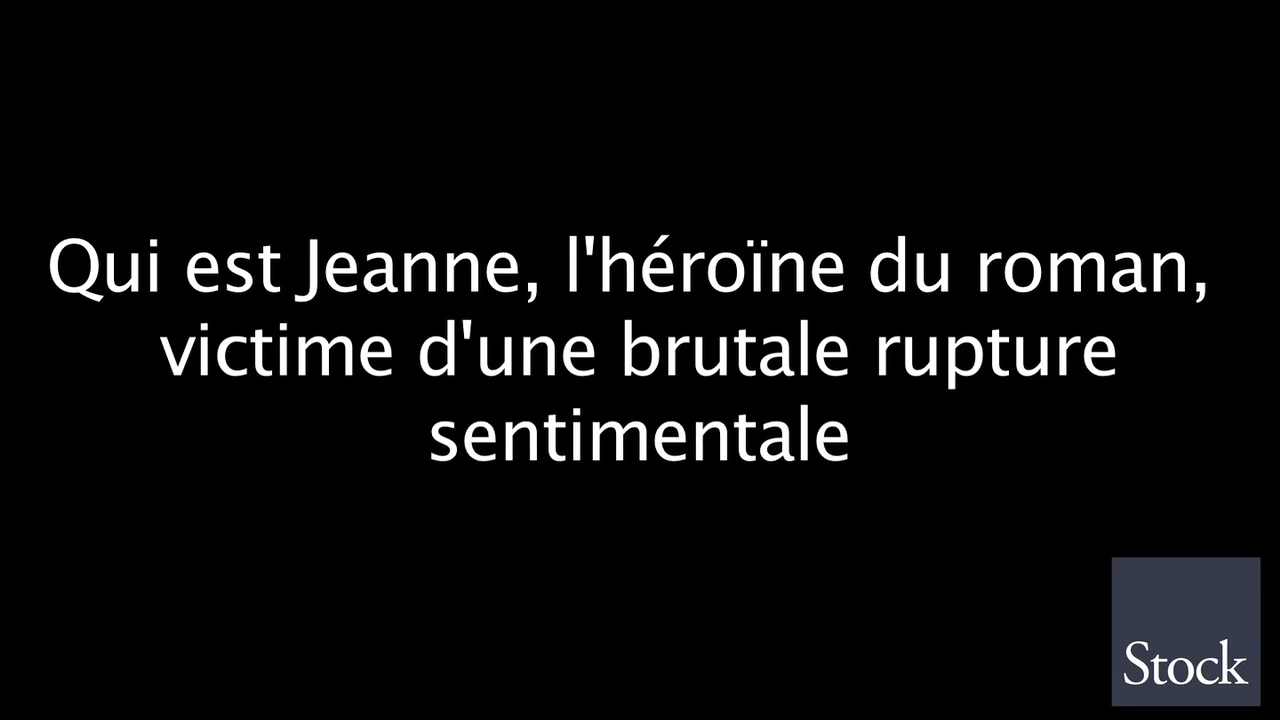 Qui est Jeanne, l'héroïne du roman,
victime d'une brutale rupture
sentimentale
Stock